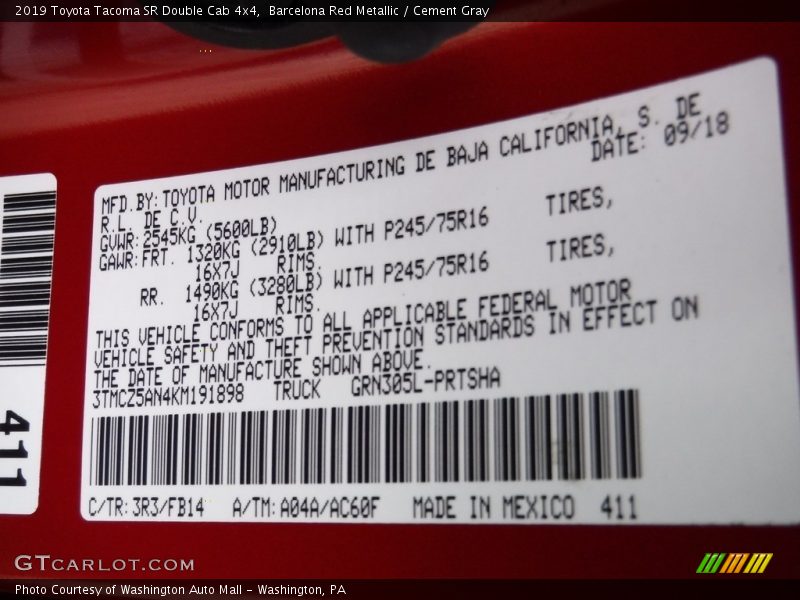 2019 Toyota Tacoma SR Double Cab 4x4,  Barcelona Red Metallic / Cement Gray
MFD.BY:TOYOTA MOTOR MANUFACTURING DE BAJA CALIFORNIA, S. DE
R.L. DE C.V. DATE: 09/18
GVWR:2545KG (5600LB)
GAWR:FRT. 1320KG (2910LB) WITH P245/75R16 TIRES,
16X7J RIMS.
RR. 1490KG (3280LB) WITH P245/75R16 TIRES,
16X7J RIMS.
THIS VEHICLE CONFORMS TO ALL APPLICABLE FEDERAL MOTOR
VEHICLE SAFETY AND THEFT PREVENTION STANDARDS IN EFFECT ON
THE DATE OF MANUFACTURE SHOWN ABOVE.
3TMCZ5AN4KM191898 TRUCK GRN305L-PRTSHA
C/TR:3R3/FB14 A/TM:A04A/AC60F MADE IN MEXICO 411
411
GTCARLOT.COM
Photo Courtesy of Washington Auto Mall - Washington, PA